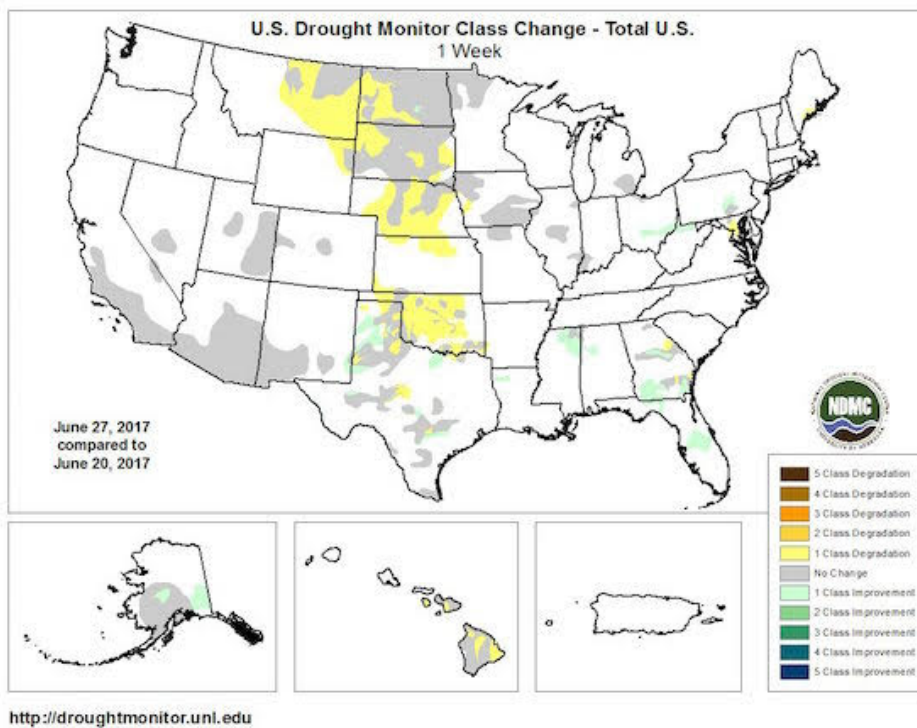 U.S. Drought Monitor Class Change - Total U.S.
1 Week
June 27, 2017
compared to
June 20, 2017
NDMC
5 Class Degradation
4 Class Degradation
3 Class Degradation
2 Class Degradation
1 Class Degradation
No Change
1 Class Improvement
2 Class Improvement
3 Class Improvement
4 Class Improvement
5 Class Improvement
http://droughtmonitor.unl.edu